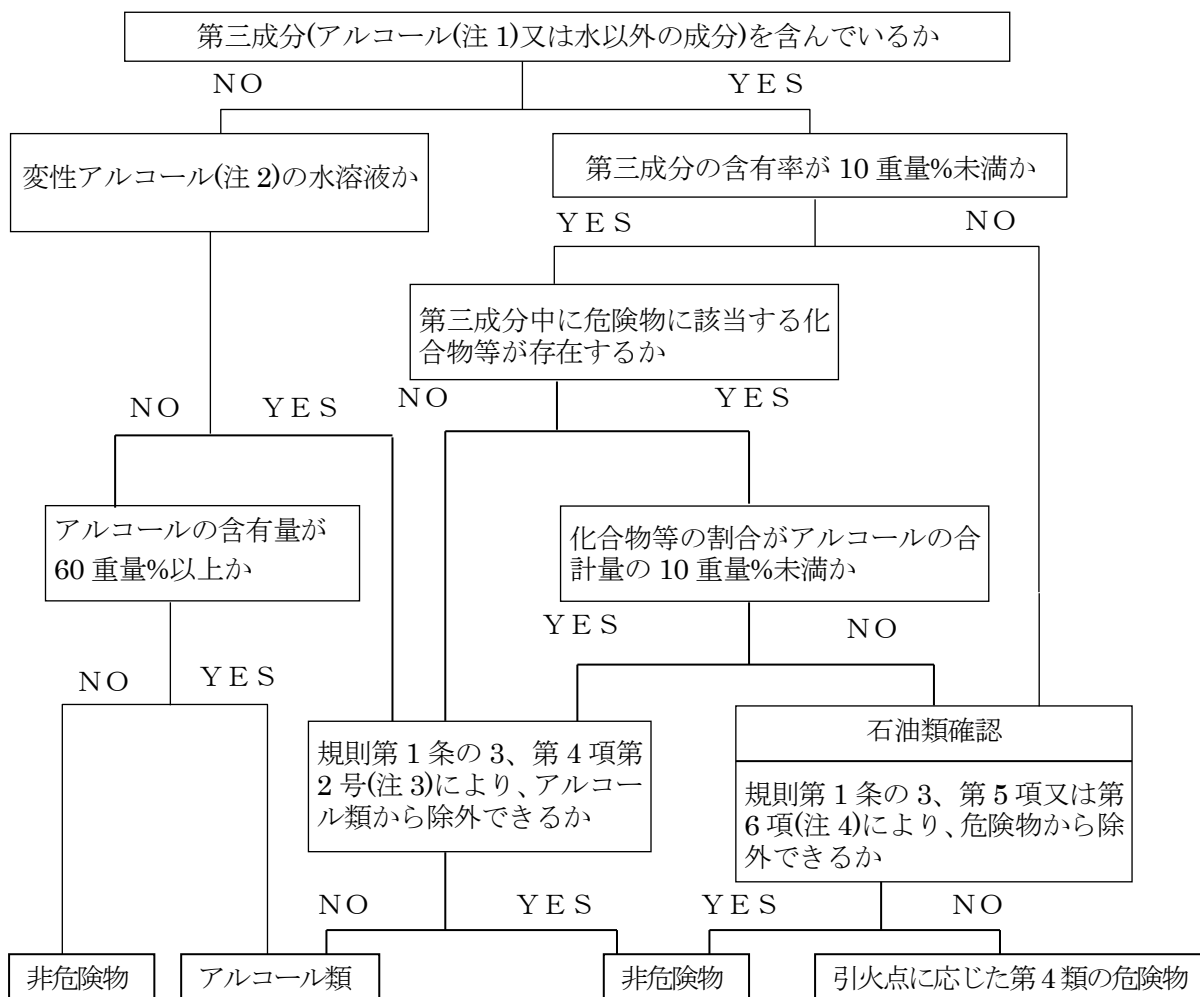 第三成分(アルコール(注1)又は水以外の成分)を含んでいるか
NO
YES
変性アルコール(注2)の水溶液か
第三成分の含有率が10重量%未満か
YES
NO
第三成分中に危険物に該当する化
合物等が存在するか
NO
YES
NO
YES
アルコールの含有量が
60重量%以上か
化合物等の割合がアルコールの合
計量の10重量%未満か
YES
NO
NO
YES
規則第1条の3、第4項第
2号(注3)により、アルコー
ル類から除外できるか
石油類確認
規則第1条の3、第5項又は第
6項(注4)により、危険物から除
外できるか
NO
YES
YES
NO
非危険物
アルコール類
非危険物
引火点に応じた第4類の危険物